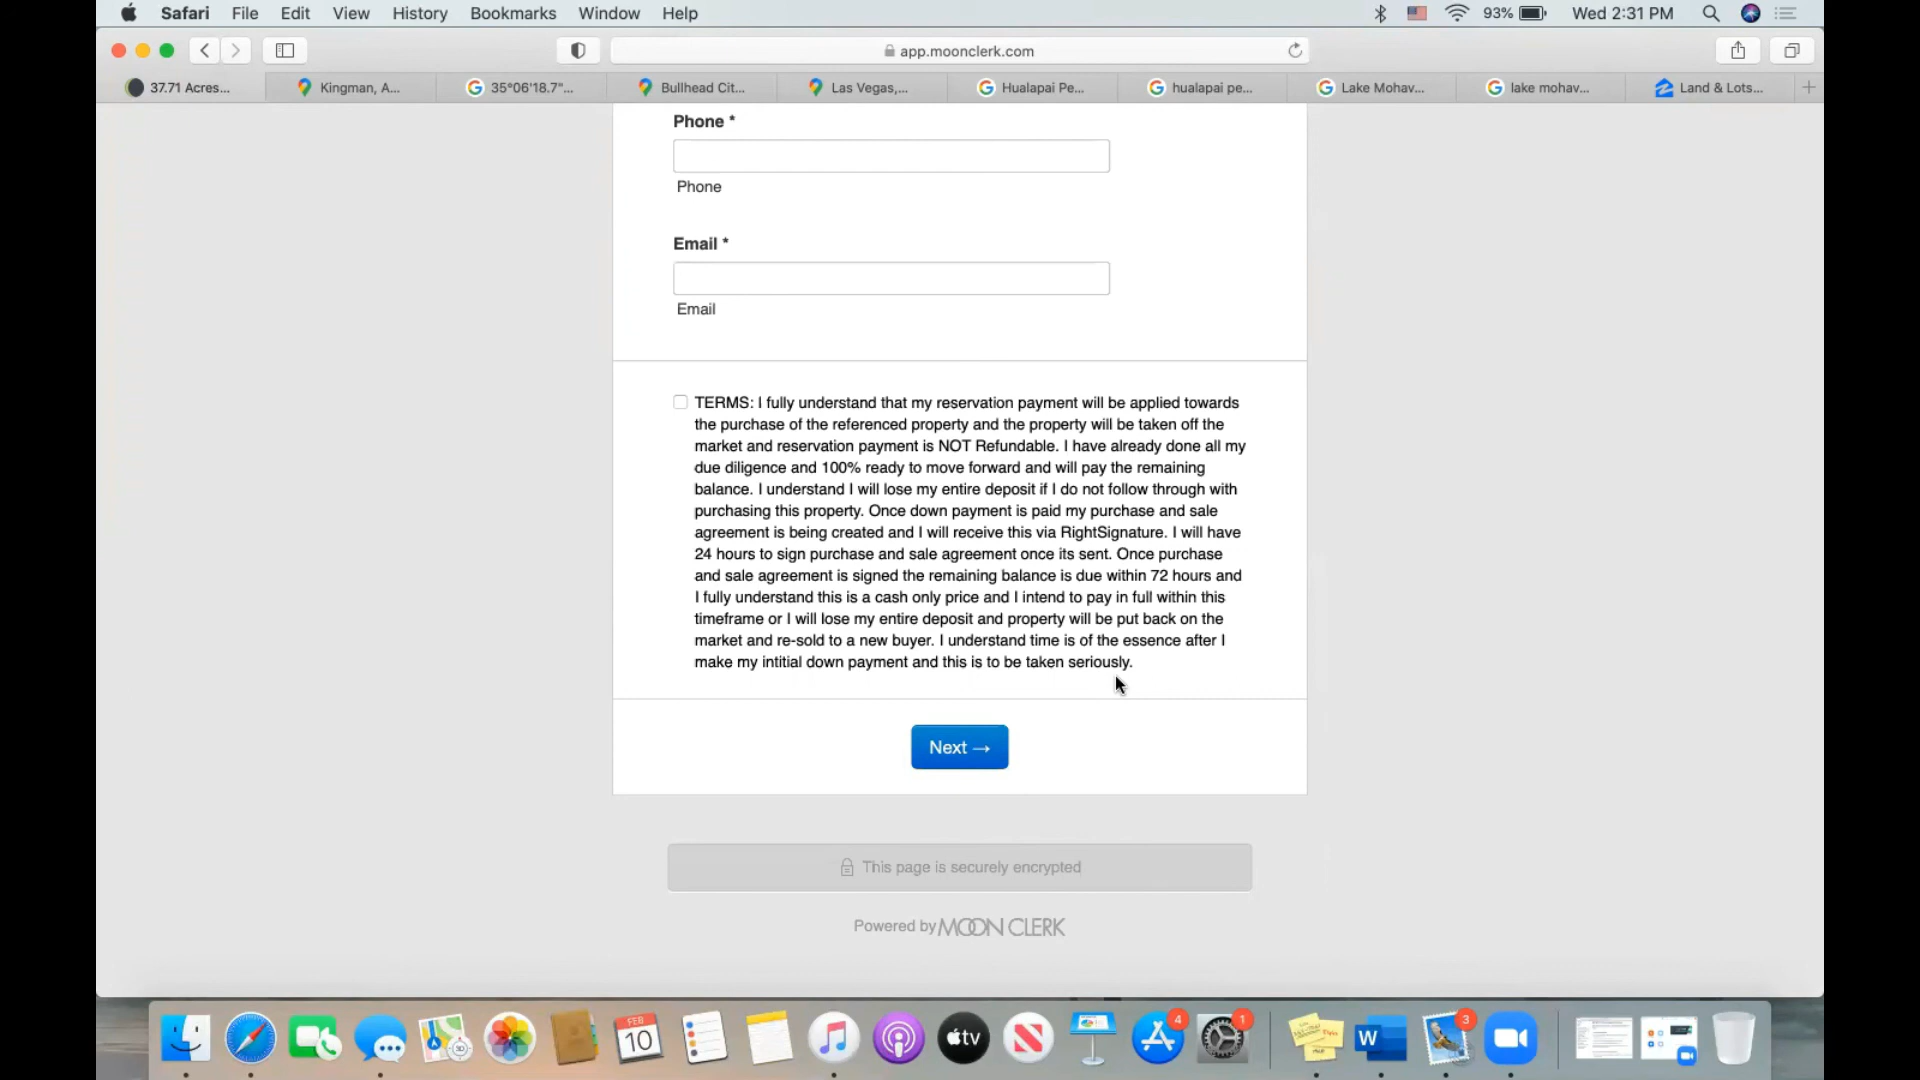 Safari File Edit View History Bookmarks Window Help 93% Wed 2:31 PM
app.moonclerk.com
37.71 Acres... Kingman, A... 35°06'18.7"... Bullhead Cit... Las Vegas,... Hualapai Pe... hualapai pe... Lake Mohav... lake mohav... Land & Lots...
Phone *
Phone
Email *
Email
TERMS: I fully understand that my reservation payment will be applied towards
the purchase of the referenced property and the property will be taken off the
market and reservation payment is NOT Refundable. I have already done all my
due diligence and 100% ready to move forward and will pay the remaining
balance. I understand I will lose my entire deposit if I do not follow through with
purchasing this property. Once down payment is paid my purchase and sale
agreement is being created and I will receive this via RightSignature. I will have
24 hours to sign purchase and sale agreement once its sent. Once purchase
and sale agreement is signed the remaining balance is due within 72 hours and
I fully understand this is a cash only price and I intend to pay in full within this
timeframe or I will lose my entire deposit and property will be put back on the
market and re-sold to a new buyer. I understand time is of the essence after I
make my intitial down payment and this is to be taken seriously.
Next →
This page is securely encrypted
Powered by MOON CLERK
FEB
10
tv
4
1
W
3